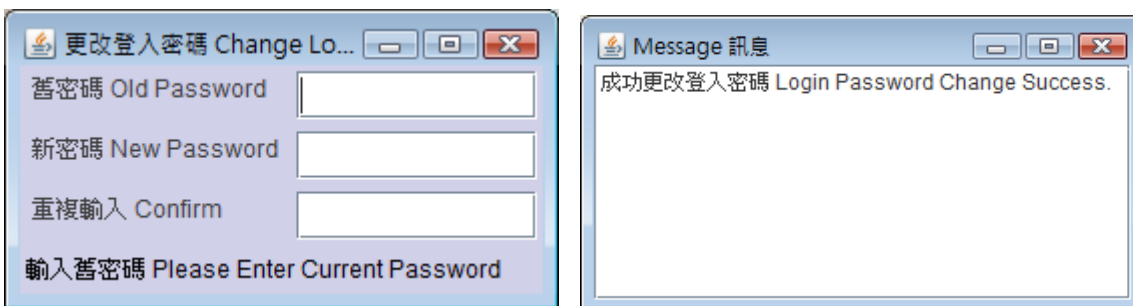 更改登入密碼 Change Lo...
舊密碼 Old Password
新密碼 New Password
重複輸入 Confirm
輸入舊密碼 Please Enter Current Password
Message 訊息
成功更改登入密碼 Login Password Change Success.